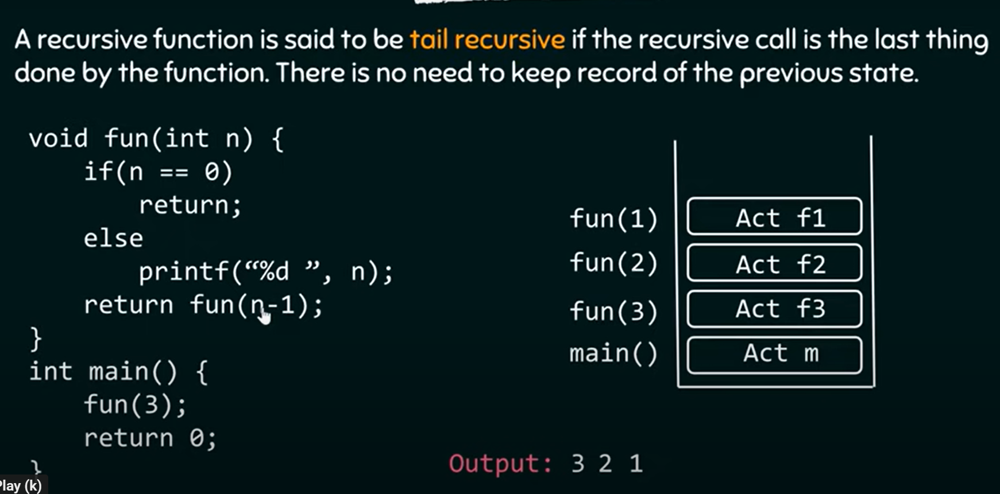 A recursive function is said to be tail recursive if the recursive call is the last thing
done by the function. There is no need to keep record of the previous state.
void fun(int n) {
    if(n == 0)
        return;
    else
        printf(“%d ”, n);
    return fun(n-1);
}
int main() {
    fun(3);
    return 0;
}
fun(1) Act f1
fun(2) Act f2
fun(3) Act f3
main() Act m
Output: 3 2 1
Play (k)